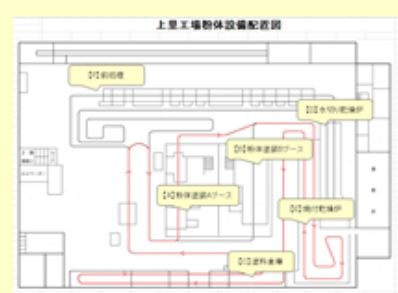 上里工場粉体設備配置図
【F】前処理
【E】水切り乾燥炉
【B】粉体塗装Bブース
【A】粉体塗装Aブース
【C】焼付乾燥炉
【D】塗料倉庫